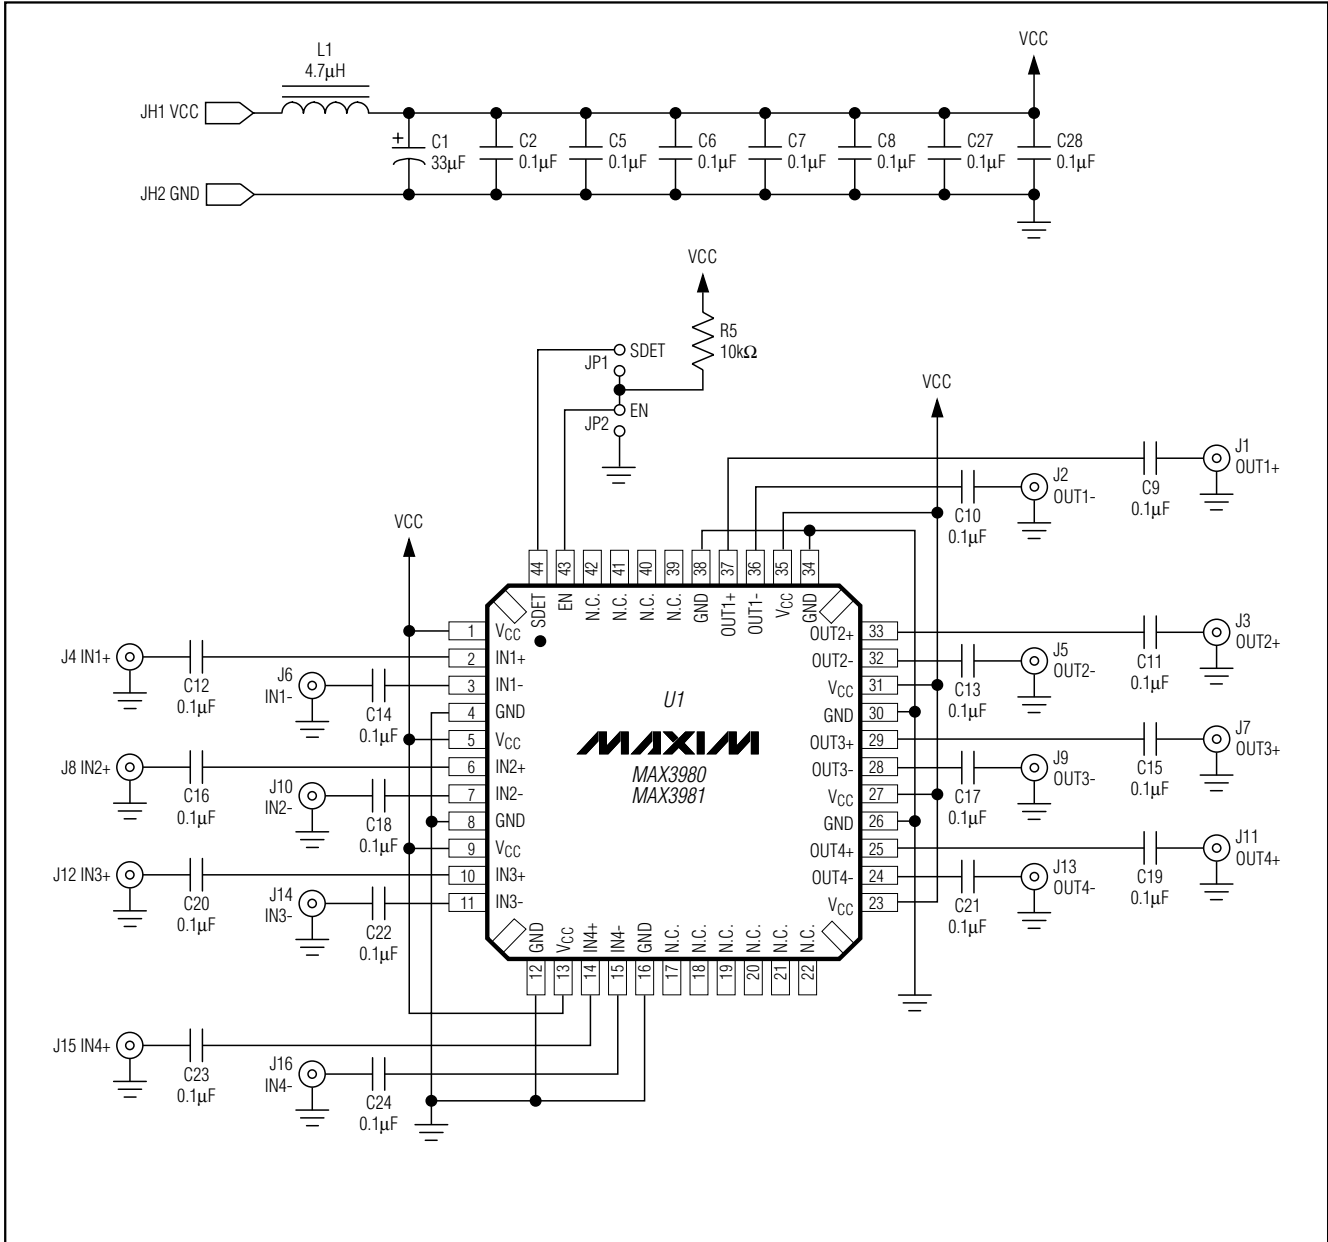 L1
4.7µH
JH1 VCC
JH2 GND
VCC
+
C1
33µF
C2
0.1µF
C5
0.1µF
C6
0.1µF
C7
0.1µF
C8
0.1µF
C27
0.1µF
C28
0.1µF
VCC
R5
10kΩ
SDET
JP1
EN
JP2
VCC
VCC
J1
OUT1+
C9
0.1µF
J2
OUT1-
C10
0.1µF
44
43
42
41
40
39
38
37
36
35
34
SDET
EN
N.C.
N.C.
N.C.
N.C.
GND
OUT1+
OUT1-
VCC
GND
1 VCC
2 IN1+
3 IN1-
4 GND
5 VCC
6 IN2+
7 IN2-
8 GND
9 VCC
10 IN3+
11 IN3-
U1
MAXIM
MAX3980
MAX3981
OUT2+ 33
OUT2- 32
VCC 31
GND 30
OUT3+ 29
OUT3- 28
VCC 27
GND 26
OUT4+ 25
OUT4- 24
VCC 23
GND
VCC
IN4+
IN4-
GND
N.C.
N.C.
N.C.
N.C.
N.C.
N.C.
12
13
14
15
16
17
18
19
20
21
22
J4 IN1+
C12
0.1µF
J6
IN1-
C14
0.1µF
J8 IN2+
C16
0.1µF
J10
IN2-
C18
0.1µF
J12 IN3+
C20
0.1µF
J14
IN3-
C22
0.1µF
J15 IN4+
C23
0.1µF
J16
IN4-
C24
0.1µF
J3
OUT2+
C11
0.1µF
J5
OUT2-
C13
0.1µF
J7
OUT3+
C15
0.1µF
J9
OUT3-
C17
0.1µF
J11
OUT4+
C19
0.1µF
J13
OUT4-
C21
0.1µF